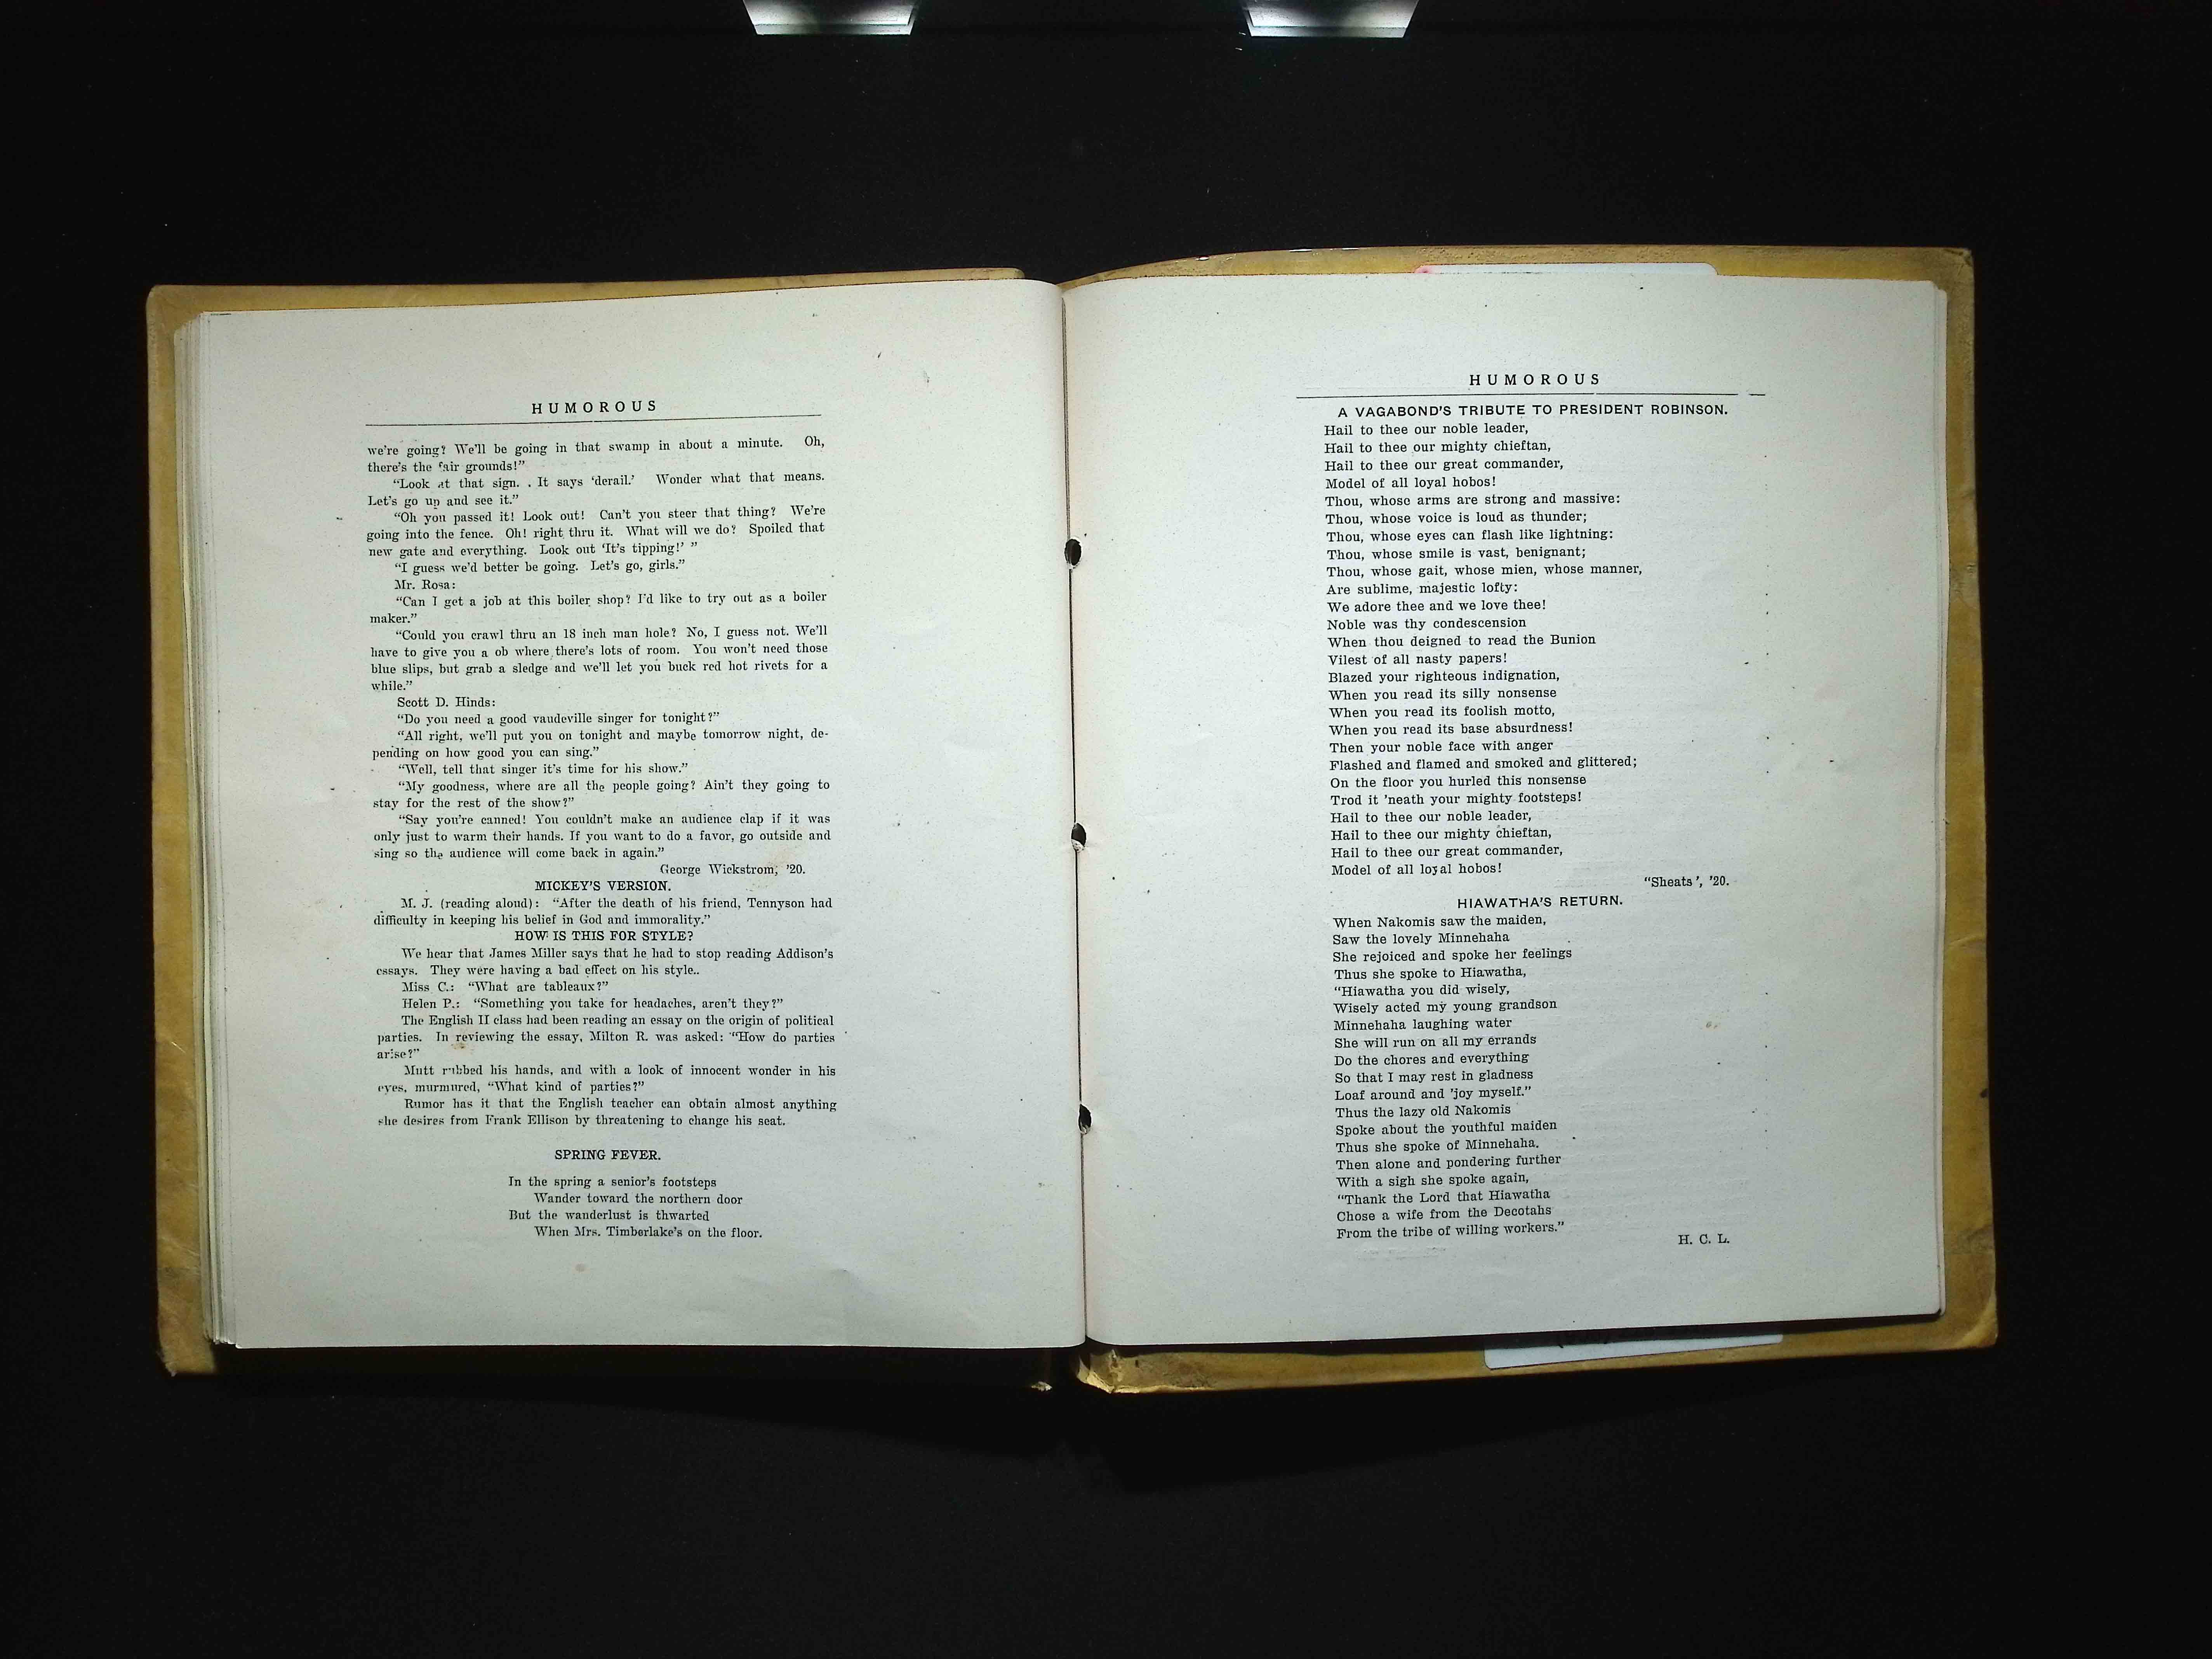 HUMOROUS
we're going? We'll be going in that swamp in about a minute. Oh,
there's the fair grounds!"
"Look at that sign. . It says 'derail.' Wonder what that means.
Let's go up and see it."
"Oh you passed it! Look out! Can't you steer that thing? We're
going into the fence. Oh! right thru it. What will we do? Spoiled that
new gate and everything. Look out 'It's tipping!' "
"I guess we'd better be going. Let's go, girls."
Mr. Rosa:
"Can I get a job at this boiler shop? I'd like to try out as a boiler
maker."
"Could you crawl thru an 18 inch man hole? No, I guess not. We'll
have to give you a ob where there's lots of room. You won't need those
blue slips, but grab a sledge and we'll let you buck red hot rivets for a
while."
Scott D. Hinds:
"Do you need a good vaudeville singer for tonight?"
"All right, we'll put you on tonight and maybe tomorrow night, de-
pending on how good you can sing."
"Well, tell that singer it's time for his show."
"My goodness, where are all the people going? Ain't they going to
stay for the rest of the show?"
"Say you're canned! You couldn't make an audience clap if it was
only just to warm their hands. If you want to do a favor, go outside and
sing so the audience will come back in again."
George Wickstrom, '20.
MICKEY'S VERSION.
M. J. (reading aloud): "After the death of his friend, Tennyson had
difficulty in keeping his belief in God and immorality."
HOW IS THIS FOR STYLE?
We hear that James Miller says that he had to stop reading Addison's
essays. They were having a bad effect on his style..
Miss C.: "What are tableaux?"
Helen P.: "Something you take for headaches, aren't they?"
The English II class had been reading an essay on the origin of political
parties. In reviewing the essay, Milton R. was asked: "How do parties
arise?"
Mutt rubbed his hands, and with a look of innocent wonder in his
eyes, murmured, "What kind of parties?"
Rumor has it that the English teacher can obtain almost anything
she desires from Frank Ellison by threatening to change his seat.
SPRING FEVER.
In the spring a senior's footsteps
Wander toward the northern door
But the wanderlust is thwarted
When Mrs. Timberlake's on the floor.
HUMOROUS
A VAGABOND'S TRIBUTE TO PRESIDENT ROBINSON.
Hail to thee our noble leader,
Hail to thee our mighty chieftan,
Hail to thee our great commander,
Model of all loyal hobos!
Thou, whose arms are strong and massive:
Thou, whose voice is loud as thunder;
Thou, whose eyes can flash like lightning:
Thou, whose smile is vast, benignant;
Thou, whose gait, whose mien, whose manner,
Are sublime, majestic lofty:
We adore thee and we love thee!
Noble was thy condescension
When thou deigned to read the Bunion
Vilest of all nasty papers!
Blazed your righteous indignation,
When you read its silly nonsense
When you read its foolish motto,
When you read its base absurdness!
Then your noble face with anger
Flashed and flamed and smoked and glittered;
On the floor you hurled this nonsense
Trod it 'neath your mighty footsteps!
Hail to thee our noble leader,
Hail to thee our mighty chieftan,
Hail to thee our great commander,
Model of all loyal hobos!
"Sheats', '20.
HIAWATHA'S RETURN.
When Nakomis saw the maiden,
Saw the lovely Minnehaha
She rejoiced and spoke her feelings
Thus she spoke to Hiawatha,
"Hiawatha you did wisely,
Wisely acted my young grandson
Minnehaha laughing water
She will run on all my errands
Do the chores and everything
So that I may rest in gladness
Loaf around and 'joy myself."
Thus the lazy old Nakomis
Spoke about the youthful maiden
Thus she spoke of Minnehaha.
Then alone and pondering further
With a sigh she spoke again,
"Thank the Lord that Hiawatha
Chose a wife from the Decotahs
From the tribe of willing workers."
H. C. L.